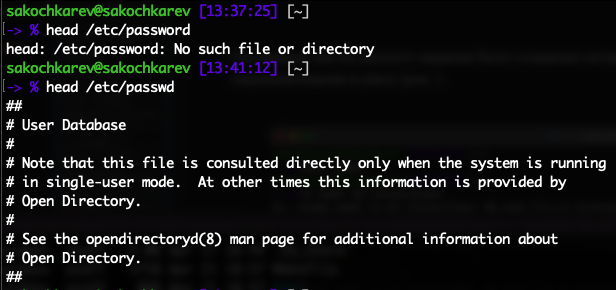 sakochkarev@sakochkarev [13:37:25] [~]
[-> % head /etc/password
head: /etc/password: No such file or directory
sakochkarev@sakochkarev [13:41:12] [~]
[-> % head /etc/passwd
##
# User Database
#
# Note that this file is consulted directly only when the system is running
# in single-user mode.  At other times this information is provided by
# Open Directory.
#
# See the opendirectoryd(8) man page for additional information about
# Open Directory.
##